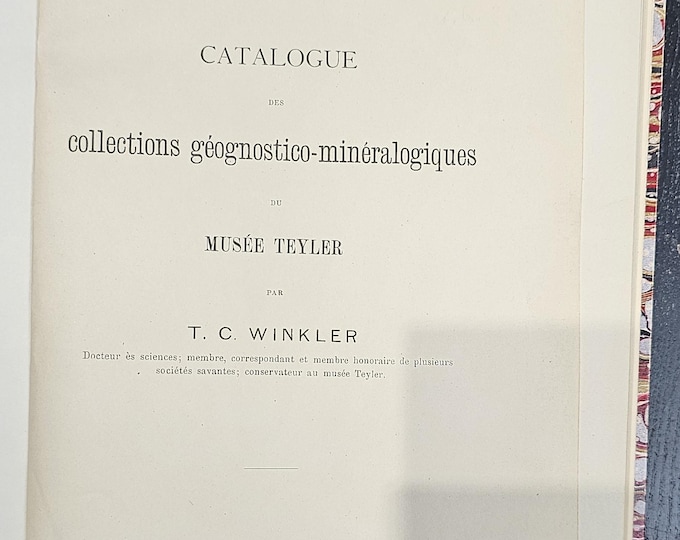 CATALOGUE
DES
collections géognostico-minéralogiques
DU
MUSÉE TEYLER
PAR
T. C. WINKLER
Docteur ès sciences; membre, correspondant et membre honoraire de plusieurs
sociétés savantes; conservateur au musée Teyler.